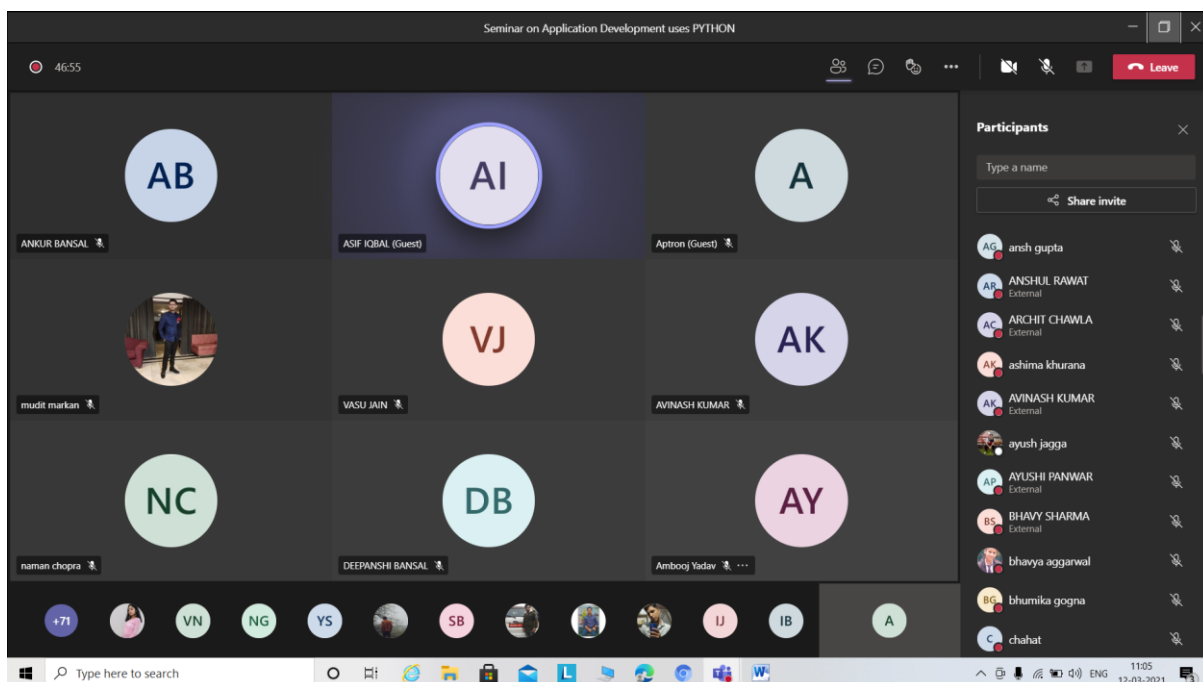 Seminar on Application Development uses PYTHON
46:55
Leave
AB
ANKUR BANSAL
AI
ASIF IQBAL (Guest)
A
Aptron (Guest)
mudit markan
VJ
VASU JAIN
AK
AVINASH KUMAR
NC
naman chopra
DB
DEEPANSHI BANSAL
AY
Ambooj Yadav
+71
VN
NG
YS
SB
IJ
IB
A
Participants
Type a name
Share invite
AG
ansh gupta
AR
ANSHUL RAWAT
External
AC
ARCHIT CHAWLA
External
AK
ashima khurana
AK
AVINASH KUMAR
External
ayush jagga
AP
AYUSHI PANWAR
External
BS
BHAVY SHARMA
External
bhavya aggarwal
BG
bhumika gogna
C
chahat
Type here to search
L
W
ENG
11:05
12-03-2021